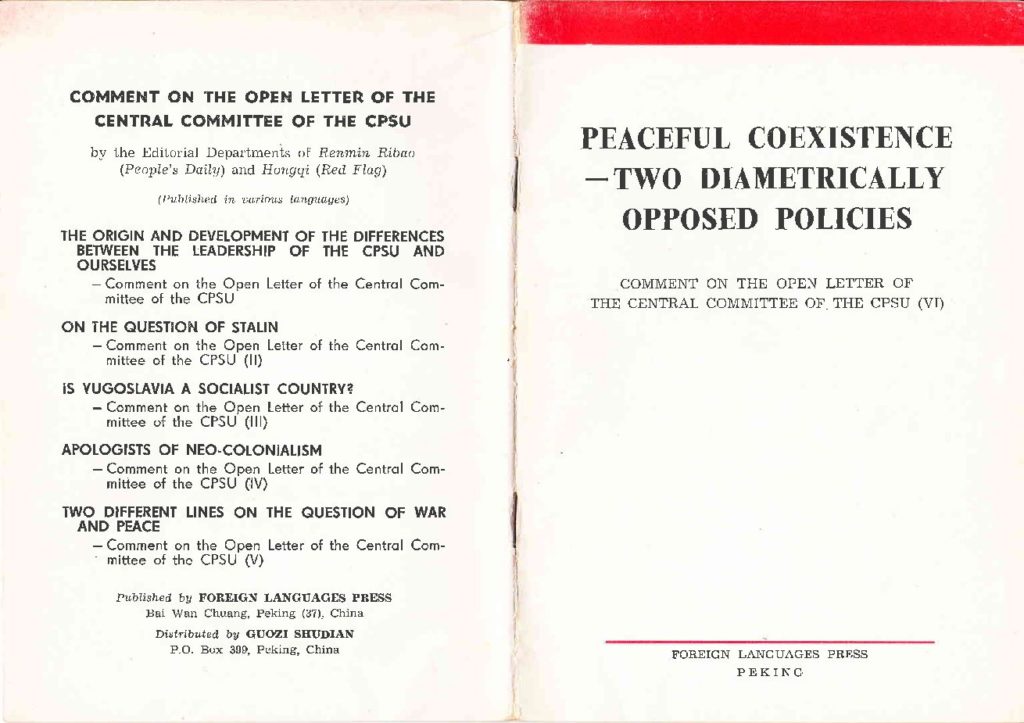 COMMENT ON THE OPEN LETTER OF THE
CENTRAL COMMITTEE OF THE CPSU
by the Editorial Departments of Renmin Ribao
(People's Daily) and Hongqi (Red Flag)
(Published in various languages)
THE ORIGIN AND DEVELOPMENT OF THE DIFFERENCES
BETWEEN THE LEADERSHIP OF THE CPSU AND
OURSELVES
— Comment on the Open Letter of the Central Com-
mittee of the CPSU
ON THE QUESTION OF STALIN
— Comment on the Open Letter of the Central Com-
mittee of the CPSU (II)
IS YUGOSLAVIA A SOCIALIST COUNTRY?
— Comment on the Open Letter of the Central Com-
mittee of the CPSU (III)
APOLOGISTS OF NEO-COLONIALISM
— Comment on the Open Letter of the Central Com-
mittee of the CPSU (IV)
TWO DIFFERENT LINES ON THE QUESTION OF WAR
AND PEACE
— Comment on the Open Letter of the Central Com-
mittee of the CPSU (V)
Published by FOREIGN LANGUAGES PRESS
Bai Wan Chuang, Peking (37), China
Distributed by GUOZI SHUDIAN
P.O. Box 399, Peking, China
PEACEFUL COEXISTENCE
—TWO DIAMETRICALLY
OPPOSED POLICIES
COMMENT ON THE OPEN LETTER OF
THE CENTRAL COMMITTEE OF THE CPSU (VI)
FOREIGN LANGUAGES PRESS
PEKING